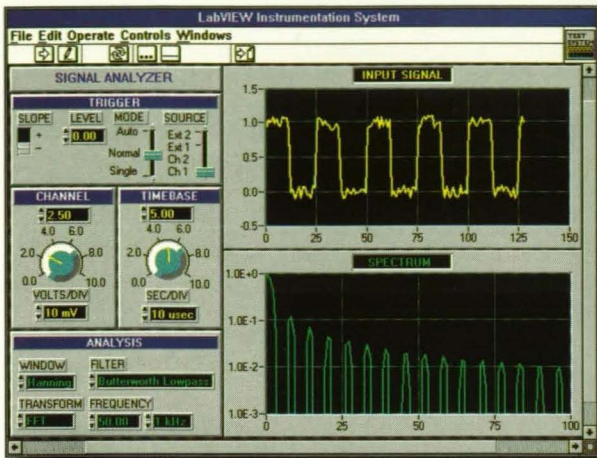 LabVIEW Instrumentation System
File Edit Operate Controls Windows
TEST
SIGNAL ANALYZER
TRIGGER
SLOPE LEVEL MODE SOURCE
+
-
0.00
Auto
Normal
Single
Ext 2
Ext 1
Ch 2
Ch 1
CHANNEL
2.50
4.0 6.0
2.0 8.0
0.0 10.0
VOLTS/DIV
10 mV
TIMEBASE
5.00
4.0 6.0
2.0 8.0
0.0 10.0
SEC/DIV
10 usec
ANALYSIS
WINDOW FILTER
Hanning Butterworth Lowpass
TRANSFORM FREQUENCY
FFT 50.00 1 kHz
INPUT SIGNAL
1.5
1.0
0.5
0.0
-0.5
0 25 50 75 100 125 150
SPECTRUM
1.0E+0
1.0E-1
1.0E-2
1.0E-3
0 25 50 75 100